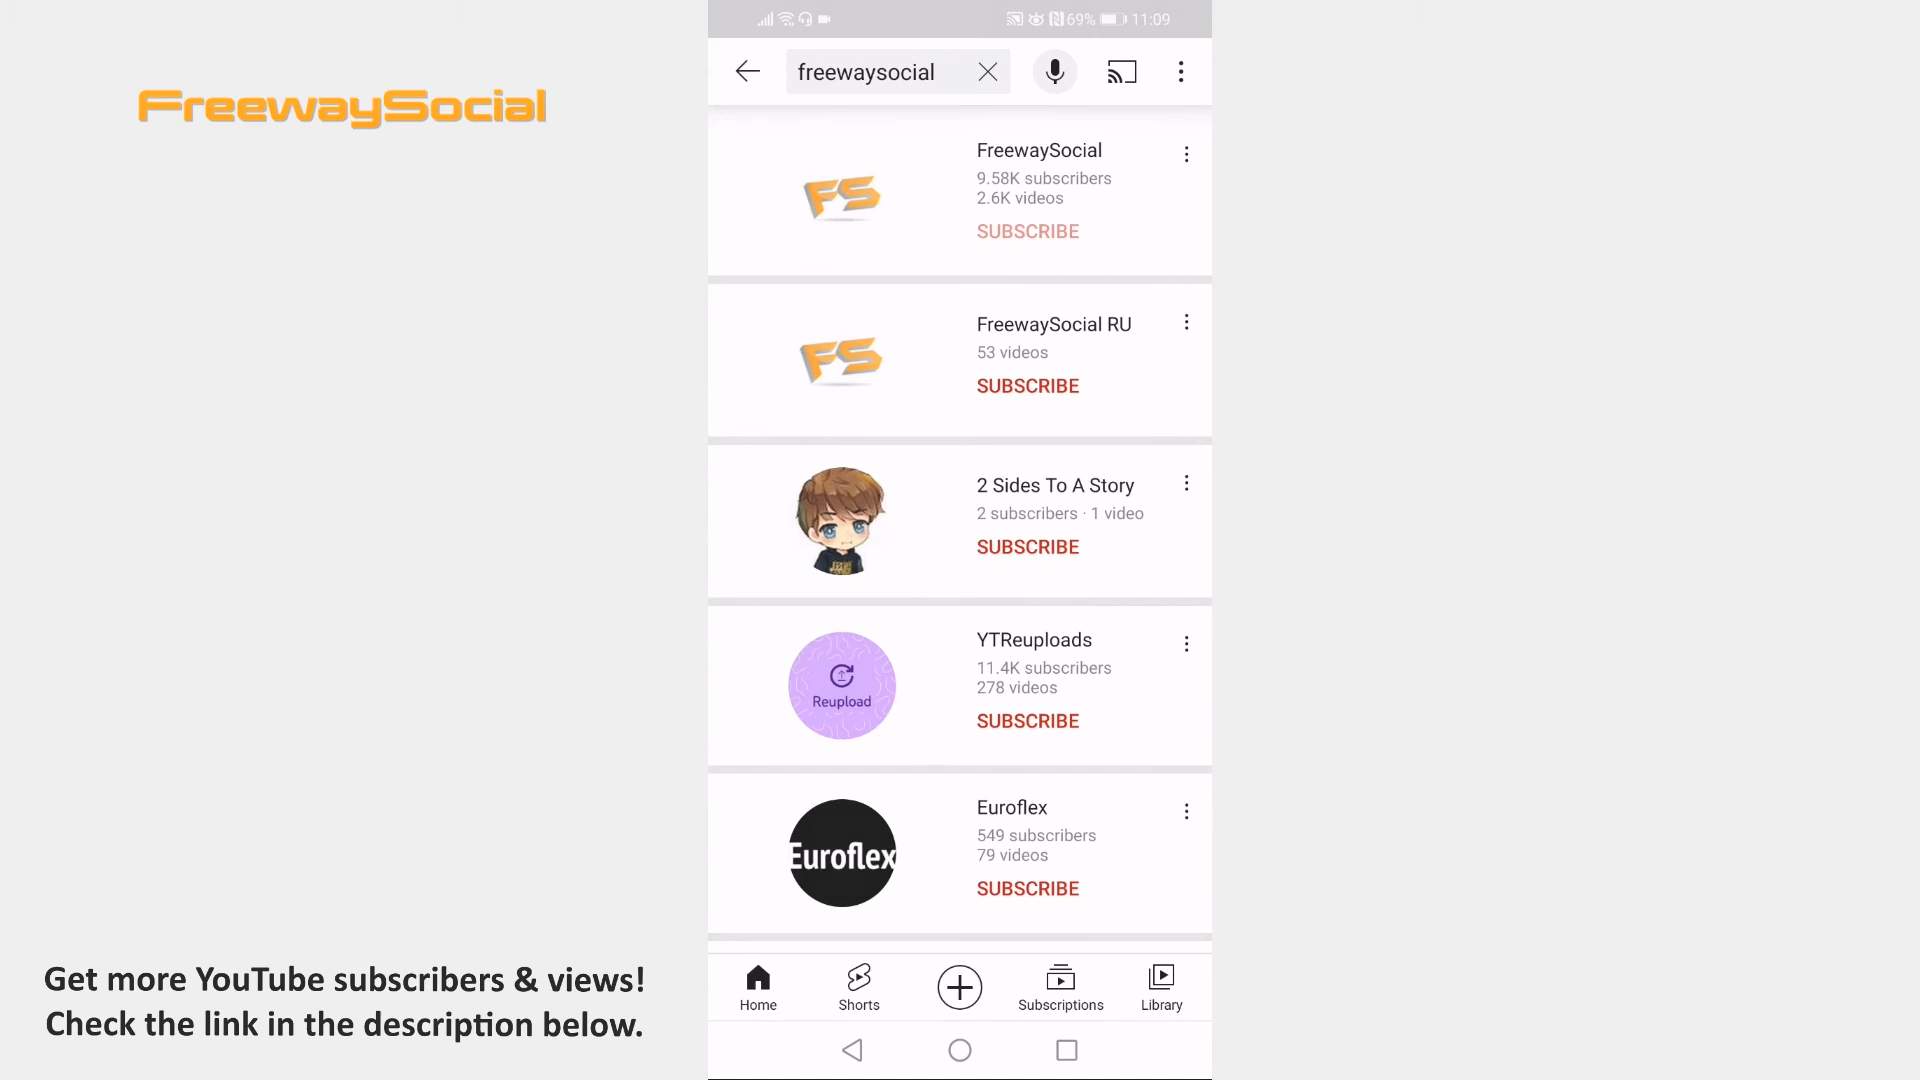 69% 11:09
FreewaySocial
freewaysocial
FS
FreewaySocial
9.58K subscribers
2.6K videos
SUBSCRIBE
FS
FreewaySocial RU
53 videos
SUBSCRIBE
2 Sides To A Story
2 subscribers · 1 video
SUBSCRIBE
Reupload
YTReuploads
11.4K subscribers
278 videos
SUBSCRIBE
Euroflex
Euroflex
549 subscribers
79 videos
SUBSCRIBE
Get more YouTube subscribers & views!
Check the link in the description below.
Home Shorts Subscriptions Library